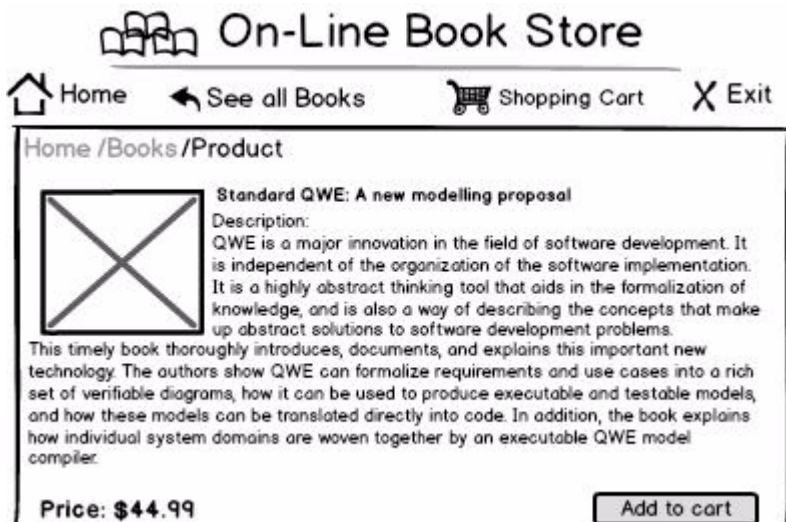 On-Line Book Store
Home See all Books Shopping Cart Exit
Home /Books/Product
Standard QWE: A new modelling proposal
Description:
QWE is a major innovation in the field of software development. It
is independent of the organization of the software implementation.
It is a highly abstract thinking tool that aids in the formalization of
knowledge, and is also a way of describing the concepts that make
up abstract solutions to software development problems.
This timely book thoroughly introduces, documents, and explains this important new
technology. The authors show QWE can formalize requirements and use cases into a rich
set of verifiable diagrams, how it can be used to produce executable and testable models,
and how these models can be translated directly into code. In addition, the book explains
how individual system domains are woven together by an executable QWE model
compiler.
Price: $44.99 Add to cart